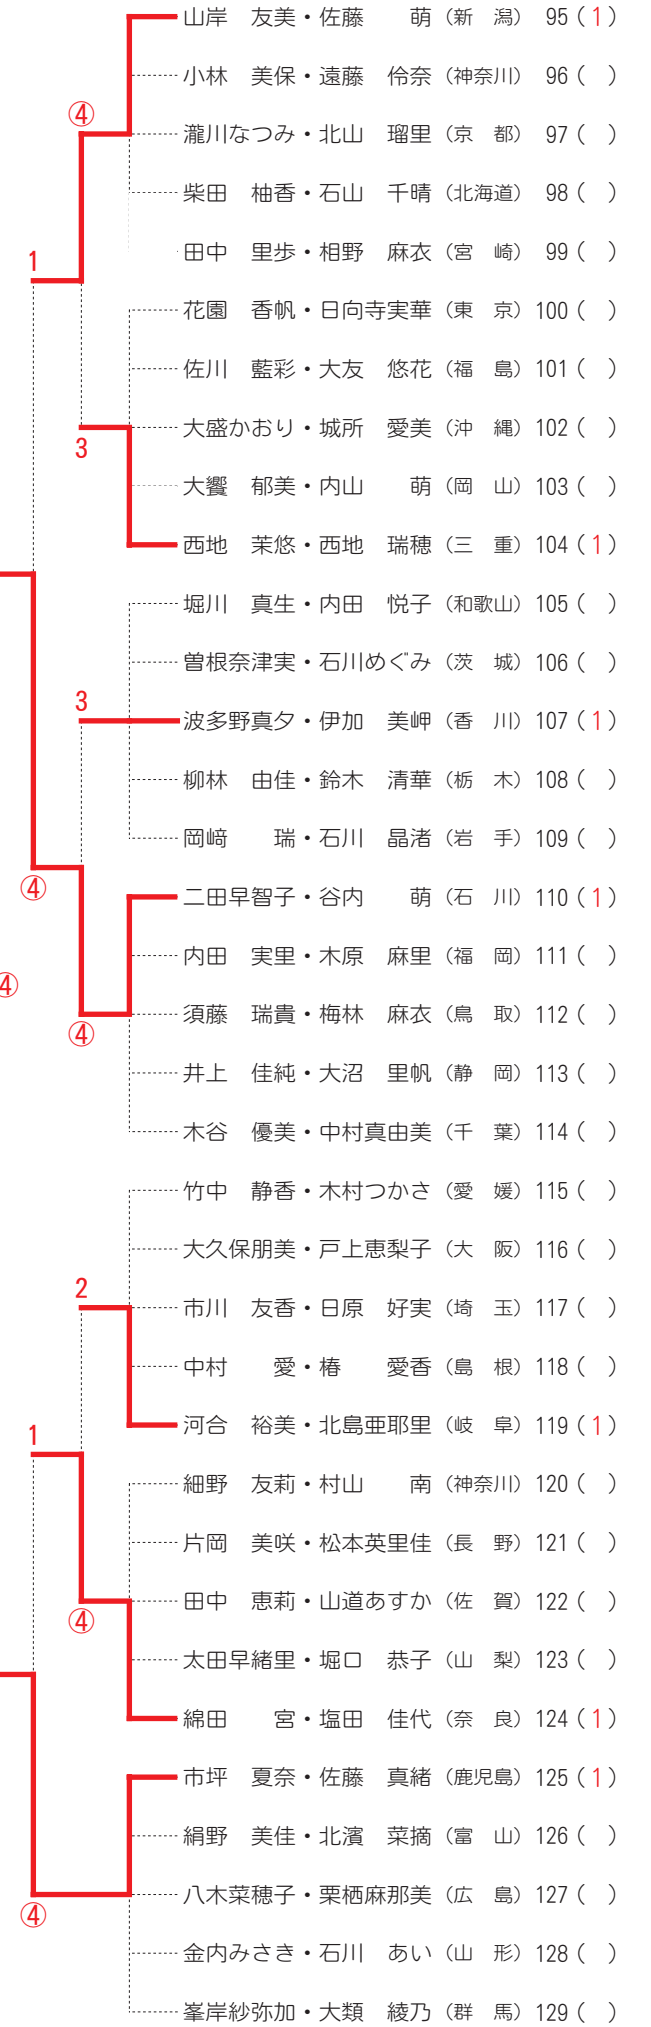 山岸　友美・佐藤　　萌（新　潟） 95（1）
小林　美保・遠藤　伶奈（神奈川） 96（　）
④
瀧川なつみ・北山　瑠里（京　都） 97（　）
柴田　柚香・石山　千晴（北海道） 98（　）
田中　里歩・相野　麻衣（宮　崎） 99（　）
1
花園　香帆・日向寺実華（東　京） 100（　）
佐川　藍彩・大友　悠花（福　島） 101（　）
大盛かおり・城所　愛美（沖　縄） 102（　）
3
大饗　郁美・内山　　萌（岡　山） 103（　）
西地　茉悠・西地　瑞穂（三　重） 104（1）
堀川　真生・内田　悦子（和歌山） 105（　）
曽根奈津実・石川めぐみ（茨　城） 106（　）
3
波多野真夕・伊加　美岬（香　川） 107（1）
柳林　由佳・鈴木　清華（栃　木） 108（　）
岡﨑　　瑞・石川　晶渚（岩　手） 109（　）
④
二田早智子・谷内　　萌（石　川） 110（1）
内田　実里・木原　麻里（福　岡） 111（　）
④
須藤　瑞貴・梅林　麻衣（鳥　取） 112（　）
④
井上　佳純・大沼　里帆（静　岡） 113（　）
木谷　優美・中村真由美（千　葉） 114（　）
竹中　静香・木村つかさ（愛　媛） 115（　）
大久保朋美・戸上恵梨子（大　阪） 116（　）
2
市川　友香・日原　好実（埼　玉） 117（　）
中村　　愛・椿　　愛香（島　根） 118（　）
河合　裕美・北島亜耶里（岐　阜） 119（1）
1
細野　友莉・村山　　南（神奈川） 120（　）
片岡　美咲・松本英里佳（長　野） 121（　）
田中　恵莉・山道あすか（佐　賀） 122（　）
④
太田早緒里・堀口　恭子（山　梨） 123（　）
綿田　　宮・塩田　佳代（奈　良） 124（1）
市坪　夏奈・佐藤　真緒（鹿児島） 125（1）
絹野　美佳・北濱　菜摘（富　山） 126（　）
八木菜穂子・栗栖麻那美（広　島） 127（　）
④
金内みさき・石川　あい（山　形） 128（　）
峯岸紗弥加・大類　綾乃（群　馬） 129（　）